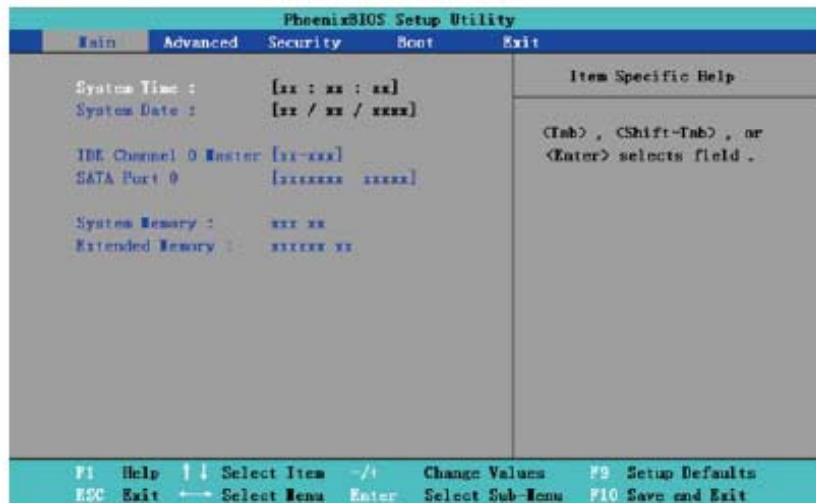 PhoenixBIOS Setup Utility
Main Advanced Security Boot Exit
System Time : [xx : xx : xx]
System Date : [xx / xx / xxxx]
IDE Channel 0 Master [xx-xxx]
SATA Port 0 [xxxxxxx xxxxx]
System Memory : xxx xx
Extended Memory : xxxxxx xx
Item Specific Help
<Tab> , <Shift-Tab> , or
<Enter> selects field .
F1 Help ↑ ↓ Select Item -/+ Change Values F9 Setup Defaults
ESC Exit ←→ Select Menu Enter Select Sub-Menu F10 Save and Exit